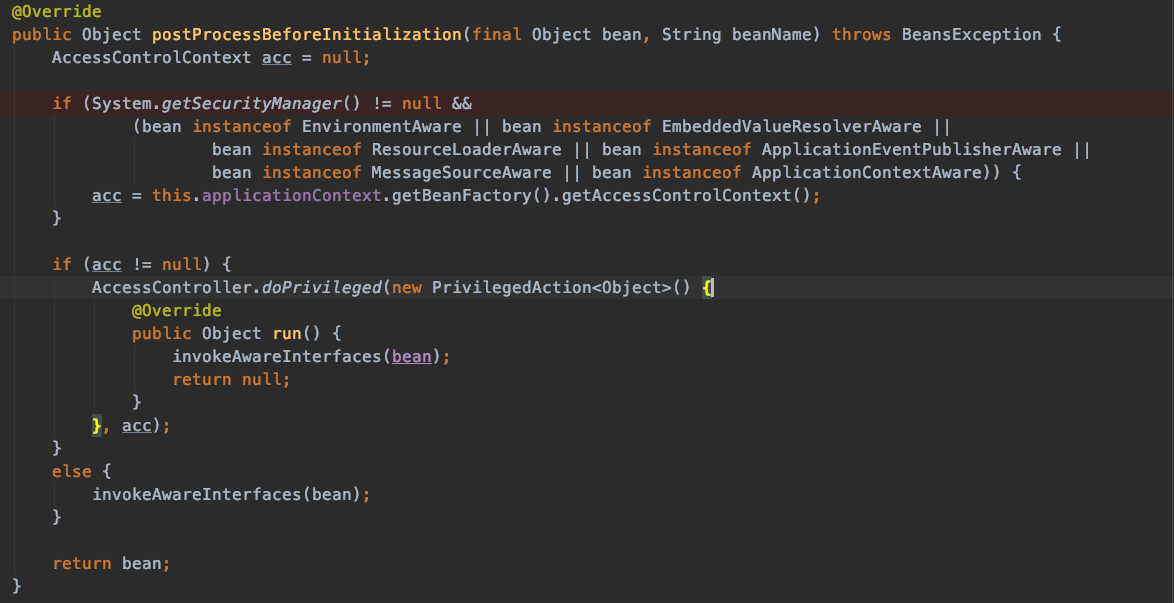 @Override
public Object postProcessBeforeInitialization(final Object bean, String beanName) throws BeansException {
    AccessControlContext acc = null;

    if (System.getSecurityManager() != null &&
            (bean instanceof EnvironmentAware || bean instanceof EmbeddedValueResolverAware ||
                    bean instanceof ResourceLoaderAware || bean instanceof ApplicationEventPublisherAware ||
                    bean instanceof MessageSourceAware || bean instanceof ApplicationContextAware)) {
        acc = this.applicationContext.getBeanFactory().getAccessControlContext();
    }

    if (acc != null) {
        AccessController.doPrivileged(new PrivilegedAction<Object>() {
            @Override
            public Object run() {
                invokeAwareInterfaces(bean);
                return null;
            }
        }, acc);
    }
    else {
        invokeAwareInterfaces(bean);
    }

    return bean;
}